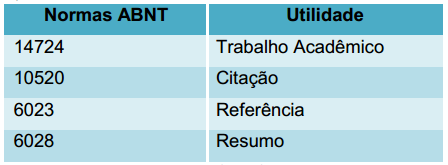 Normas ABNT Utilidade
14724 Trabalho Acadêmico
10520 Citação
6023 Referência
6028 Resumo